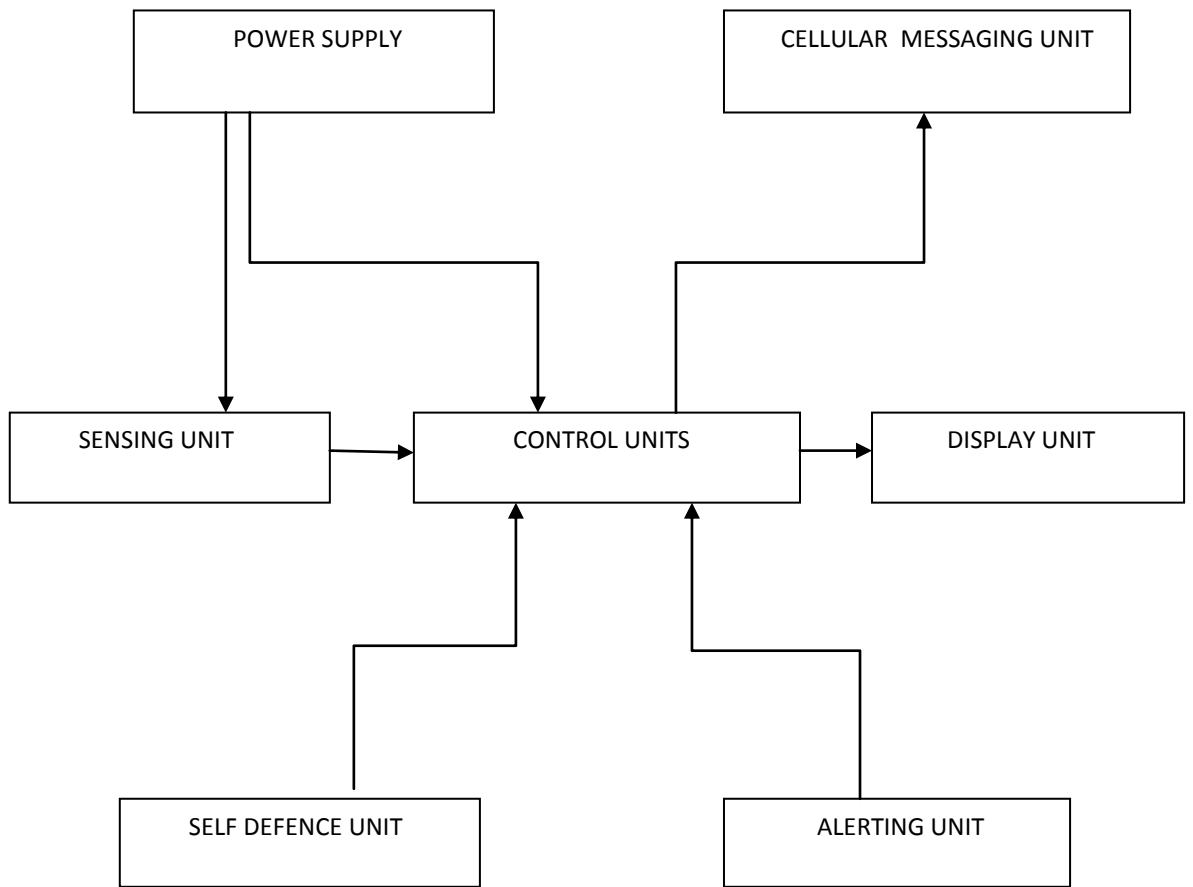 POWER SUPPLY
CELLULAR  MESSAGING UNIT
SENSING UNIT
CONTROL UNITS
DISPLAY UNIT
SELF DEFENCE UNIT
ALERTING UNIT